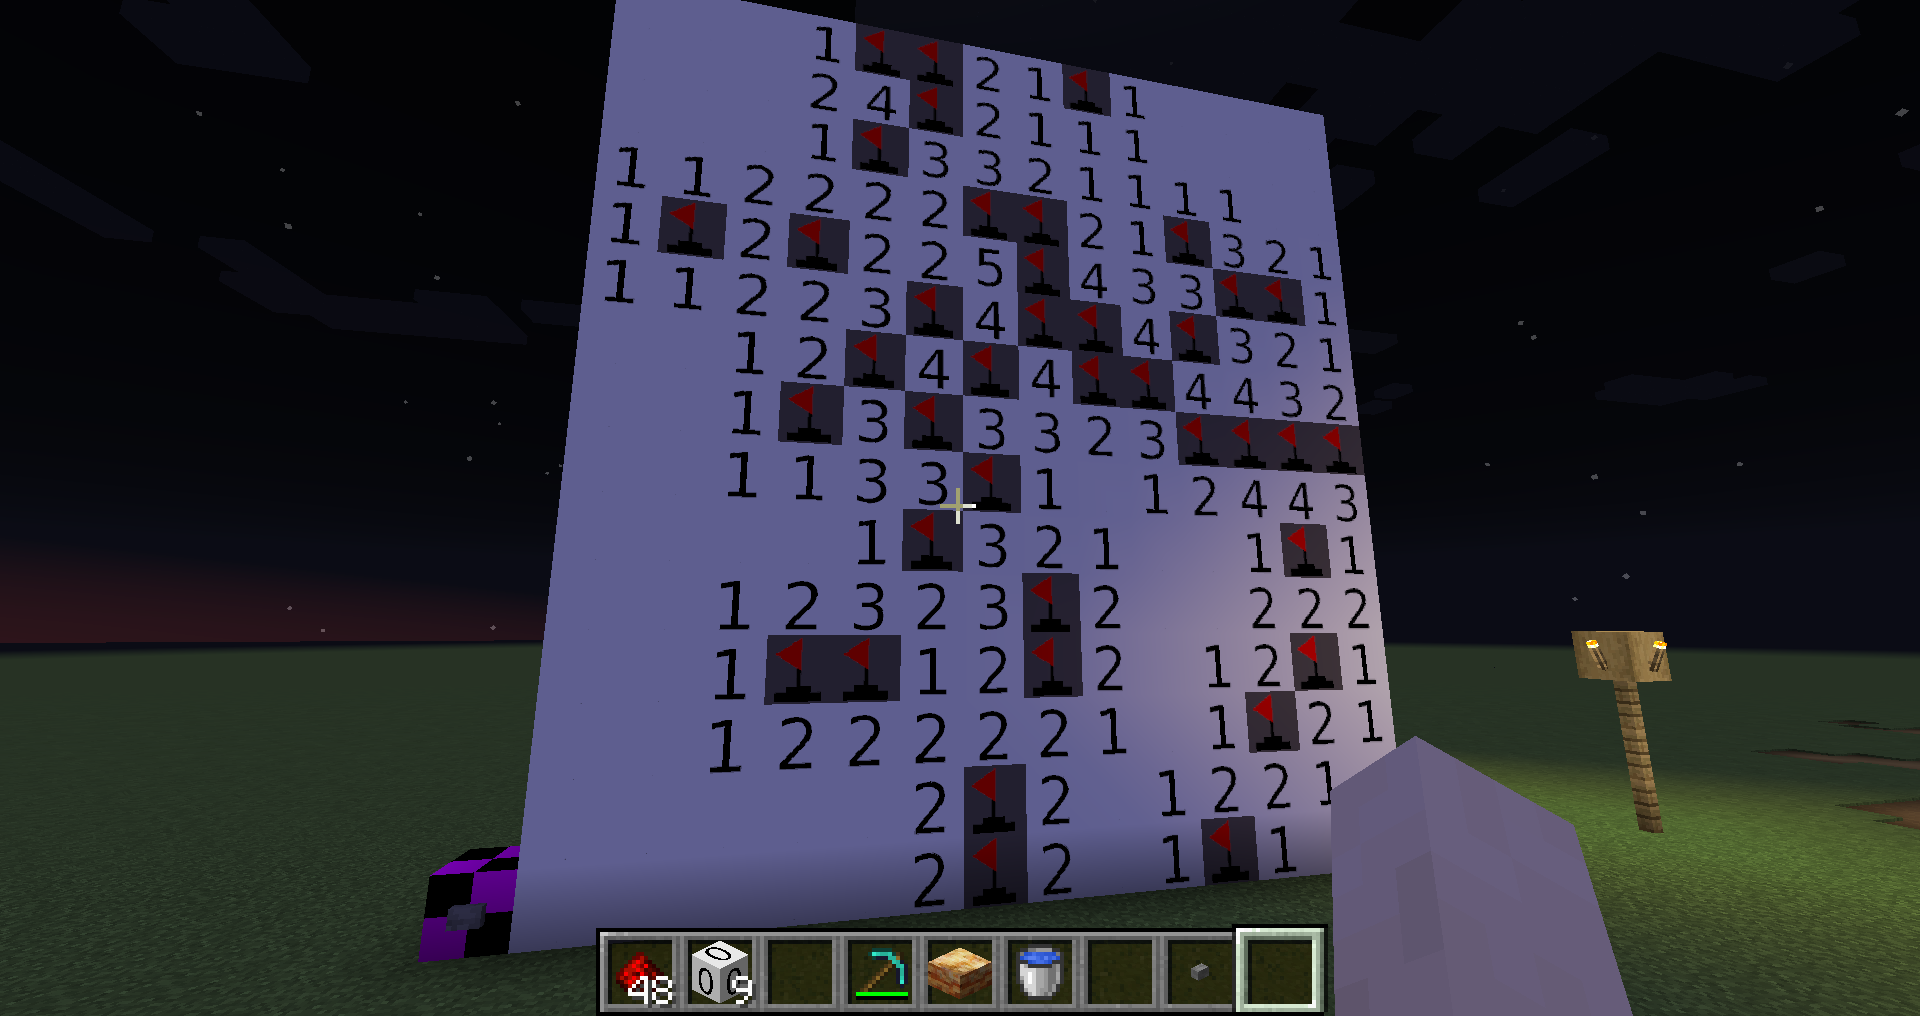 1 2 1 1
2 4 2 1 1 1
1 3 3 2 1 1 1 1
1 1 2 2 2 2 2 1 3 2 1
1 2 2 2 5 4 3 3 1
1 1 2 2 3 4 4 3 2 1
1 2 4 4 4 4 3 2
1 3 3 3 2 3
1 1 3 3 1 1 2 4 4 3
1 3 2 1 1 1
1 2 3 2 3 2 2 2 2
1 1 2 2 1 2 1
1 2 2 2 2 2 1 1 2 1
2 2 1 2 2 1
2 2 1 1
48 9